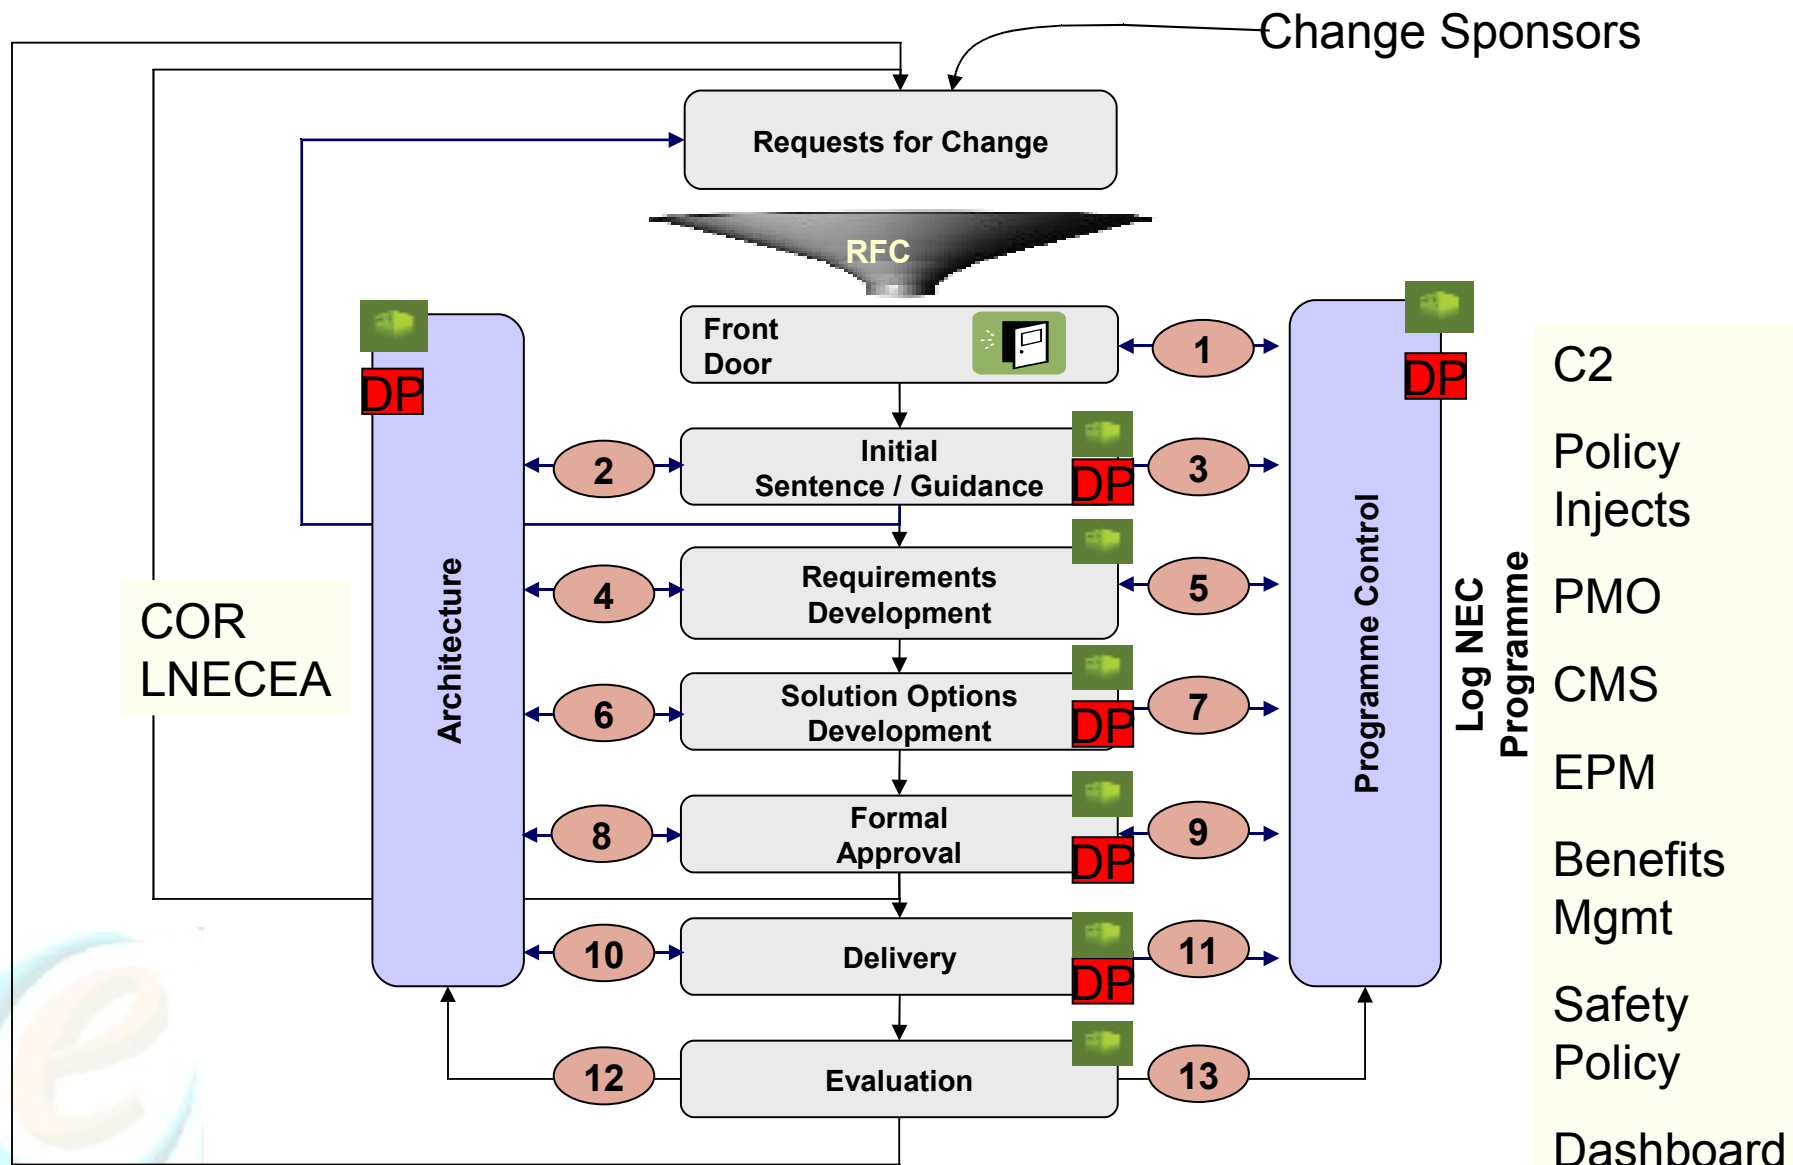 Change Sponsors
Requests for Change
RFC
Front
Door
1
DP
DP
C2
Initial
Sentence / Guidance
2
3
DP
Policy
Injects
Requirements
Development
4
5
PMO
COR
LNECEA
Architecture
Programme Control
Log NEC
Programme
Solution Options
Development
6
7
DP
CMS
EPM
Formal
Approval
8
9
DP
Benefits
Mgmt
Delivery
10
11
DP
Safety
Policy
Evaluation
12
13
Dashboard
e